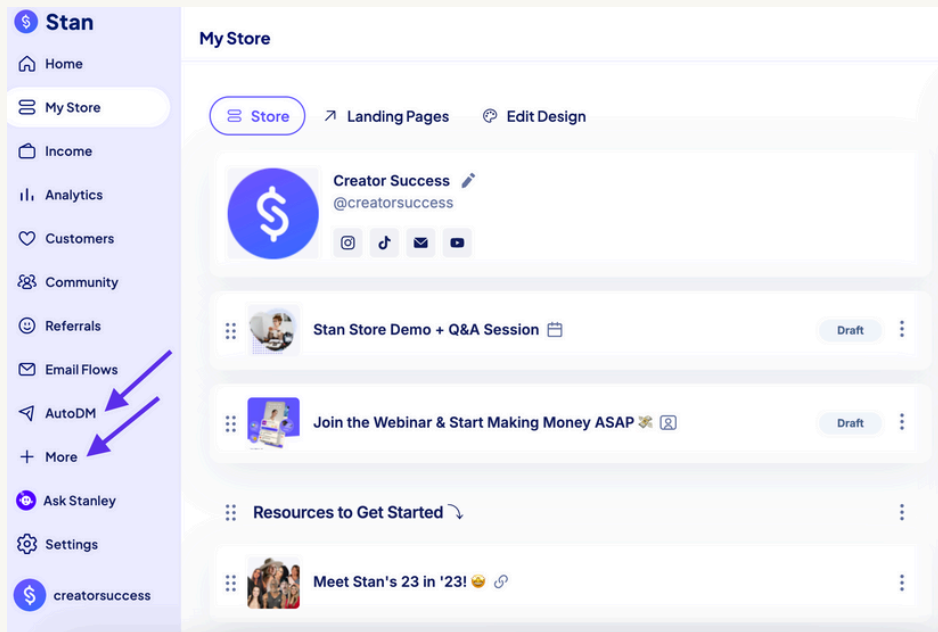 Stan
Home
My Store
Income
Analytics
Customers
Community
Referrals
Email Flows
AutoDM
More
Ask Stanley
Settings
creatorsuccess
My Store
Store
Landing Pages
Edit Design
Creator Success
@creatorsuccess
Stan Store Demo + Q&A Session
Draft
Join the Webinar & Start Making Money ASAP 💸
Draft
Resources to Get Started ⤵
Meet Stan's 23 in '23! 🤩